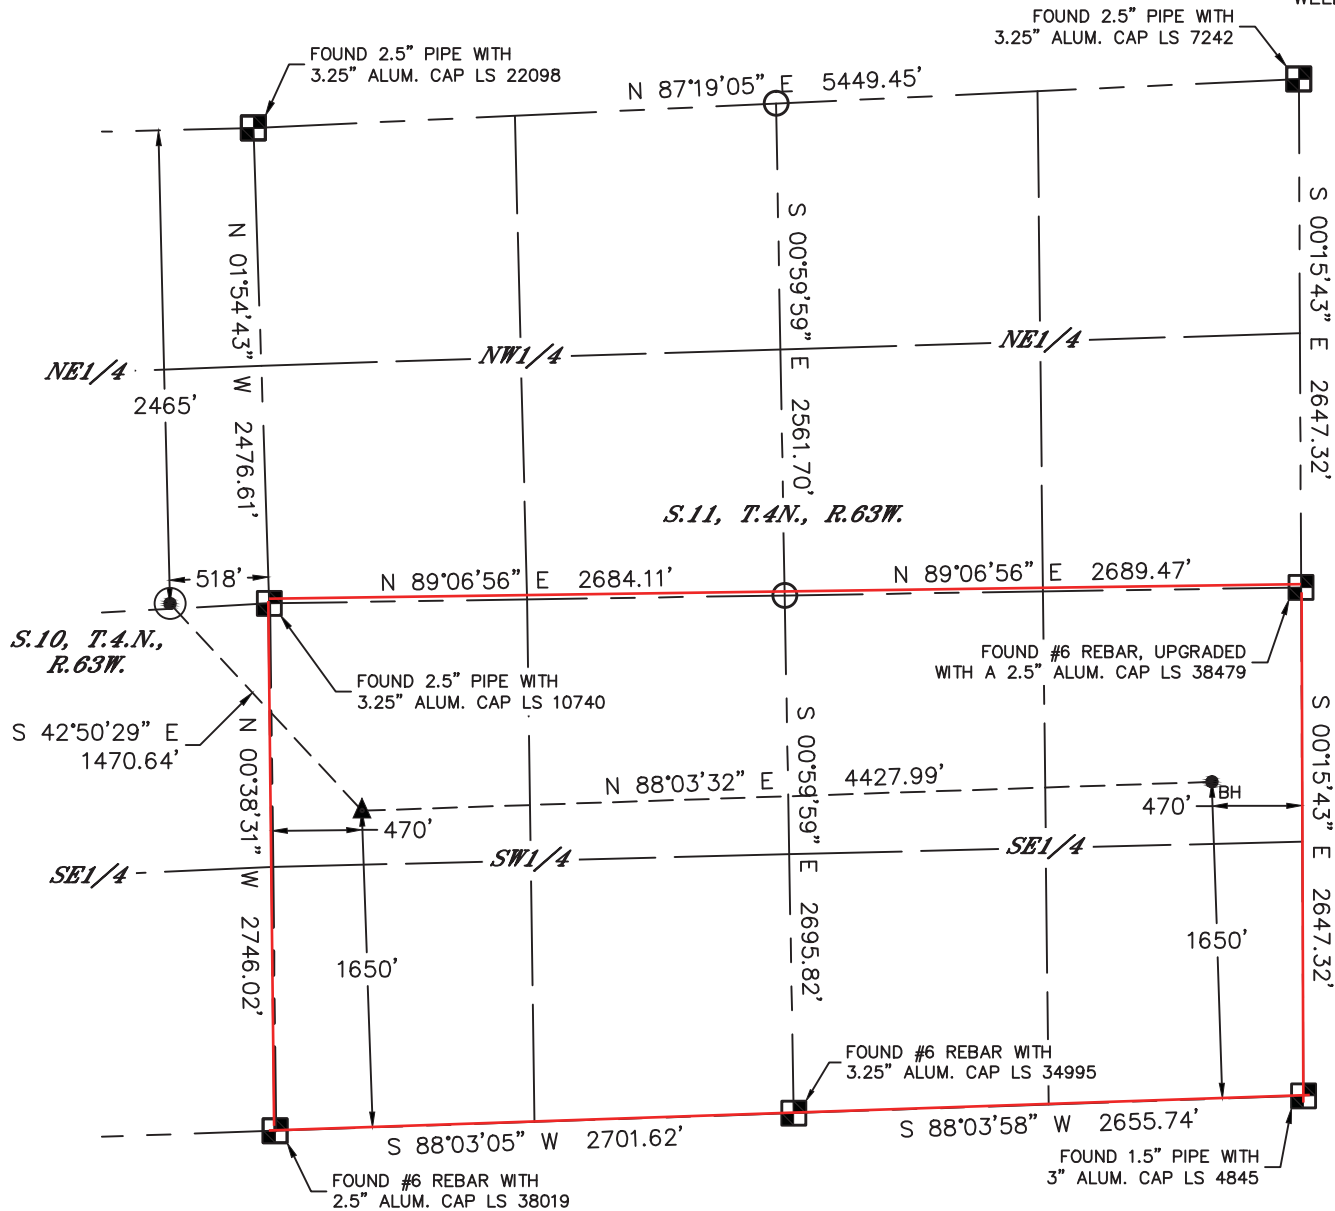 FOUND 2.5" PIPE WITH
3.25" ALUM. CAP LS 7242
FOUND 2.5" PIPE WITH
3.25" ALUM. CAP LS 22098
N 87°19'05" E 5449.45'
N 01°54'43" W 2476.61'
S 00°59'59" E 2561.70'
S 00°15'43" E 2647.32'
NW1/4
NE1/4
NE1/4
2465'
S.11, T.4N., R.63W.
518'
N 89°06'56" E 2684.11'
N 89°06'56" E 2689.47'
S.10, T.4.N.,
R.63W.
FOUND #6 REBAR, UPGRADED
WITH A 2.5" ALUM. CAP LS 38479
FOUND 2.5" PIPE WITH
3.25" ALUM. CAP LS 10740
S 42°50'29" E
1470.64'
N 00°38'31" W 2746.02'
S 00°59'59" E 2695.82'
S 00°15'43" E 2647.32'
N 88°03'32" E 4427.99'
BH
470'
470'
SE1/4
SW1/4
SE1/4
1650'
1650'
FOUND #6 REBAR WITH
3.25" ALUM. CAP LS 34995
S 88°03'05" W 2701.62'
S 88°03'58" W 2655.74'
FOUND 1.5" PIPE WITH
3" ALUM. CAP LS 4845
FOUND #6 REBAR WITH
2.5" ALUM. CAP LS 38019